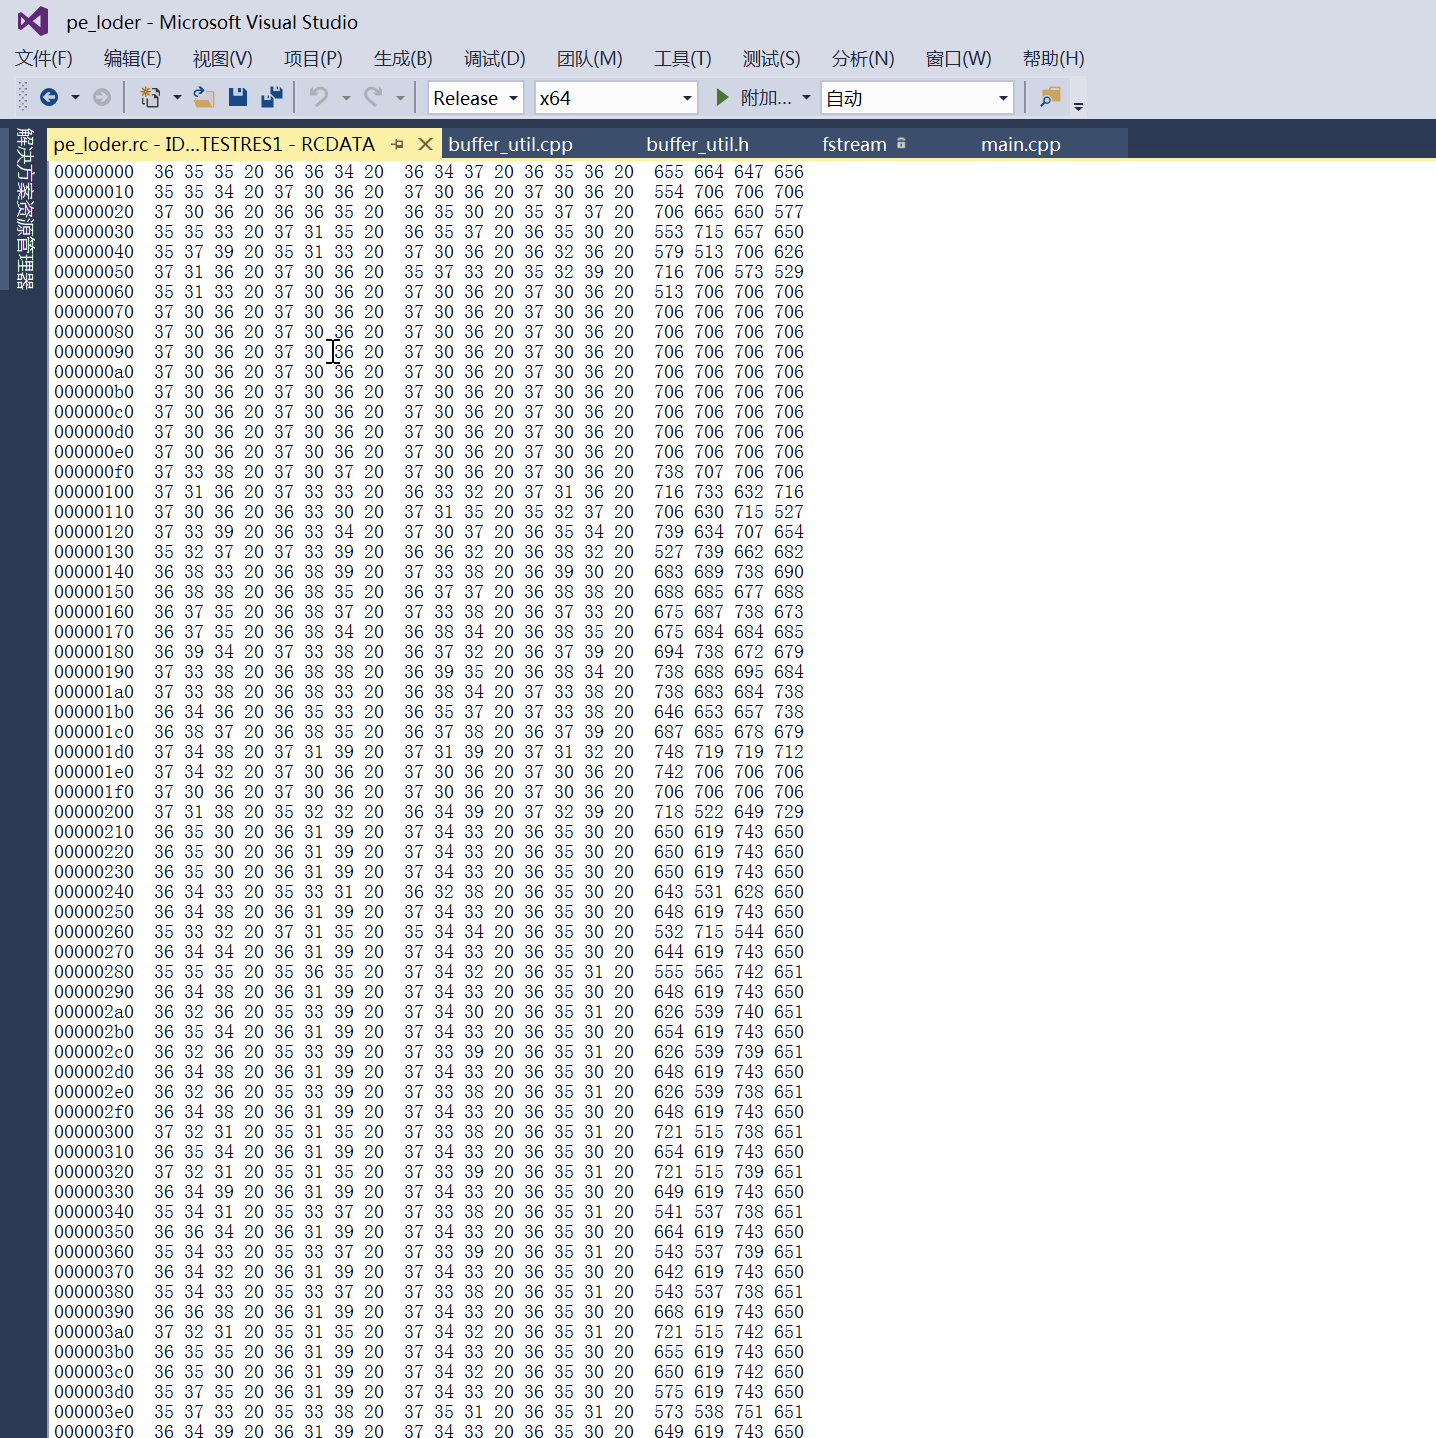 pe_loder - Microsoft Visual Studio
文件(F) 编辑(E) 视图(V) 项目(P) 生成(B) 调试(D) 团队(M) 工具(T) 测试(S) 分析(N) 窗口(W) 帮助(H)
Release x64 附加... 自动
解决方案资源管理器
pe_loder.rc - ID...TESTRES1 - RCDATA buffer_util.cpp buffer_util.h fstream main.cpp
00000000 36 35 35 20 36 36 34 20 36 34 37 20 36 35 36 20 655 664 647 656
00000010 35 35 34 20 37 30 36 20 37 30 36 20 37 30 36 20 554 706 706 706
00000020 37 30 36 20 36 36 35 20 36 35 30 20 35 37 37 20 706 665 650 577
00000030 35 35 33 20 37 31 35 20 36 35 37 20 36 35 30 20 553 715 657 650
00000040 35 37 39 20 35 31 33 20 37 30 36 20 36 32 36 20 579 513 706 626
00000050 37 31 36 20 37 30 36 20 35 37 33 20 35 32 39 20 716 706 573 529
00000060 35 31 33 20 37 30 36 20 37 30 36 20 37 30 36 20 513 706 706 706
00000070 37 30 36 20 37 30 36 20 37 30 36 20 37 30 36 20 706 706 706 706
00000080 37 30 36 20 37 30 36 20 37 30 36 20 37 30 36 20 706 706 706 706
00000090 37 30 36 20 37 30 36 20 37 30 36 20 37 30 36 20 706 706 706 706
000000a0 37 30 36 20 37 30 36 20 37 30 36 20 37 30 36 20 706 706 706 706
000000b0 37 30 36 20 37 30 36 20 37 30 36 20 37 30 36 20 706 706 706 706
000000c0 37 30 36 20 37 30 36 20 37 30 36 20 37 30 36 20 706 706 706 706
000000d0 37 30 36 20 37 30 36 20 37 30 36 20 37 30 36 20 706 706 706 706
000000e0 37 30 36 20 37 30 36 20 37 30 36 20 37 30 36 20 706 706 706 706
000000f0 37 33 38 20 37 30 37 20 37 30 36 20 37 30 36 20 738 707 706 706
00000100 37 31 36 20 37 33 33 20 36 33 32 20 37 31 36 20 716 733 632 716
00000110 37 30 36 20 36 33 30 20 37 31 35 20 35 32 37 20 706 630 715 527
00000120 37 33 39 20 36 33 34 20 37 30 37 20 36 35 34 20 739 634 707 654
00000130 35 32 37 20 37 33 39 20 36 36 32 20 36 38 32 20 527 739 662 682
00000140 36 38 33 20 36 38 39 20 37 33 38 20 36 39 30 20 683 689 738 690
00000150 36 38 38 20 36 38 35 20 36 37 37 20 36 38 38 20 688 685 677 688
00000160 36 37 35 20 36 38 37 20 37 33 38 20 36 37 33 20 675 687 738 673
00000170 36 37 35 20 36 38 34 20 36 38 34 20 36 38 35 20 675 684 684 685
00000180 36 39 34 20 37 33 38 20 36 37 32 20 36 37 39 20 694 738 672 679
00000190 37 33 38 20 36 38 38 20 36 39 35 20 36 38 34 20 738 688 695 684
000001a0 37 33 38 20 36 38 33 20 36 38 34 20 37 33 38 20 738 683 684 738
000001b0 36 34 36 20 36 35 33 20 36 35 37 20 37 33 38 20 646 653 657 738
000001c0 36 38 37 20 36 38 35 20 36 37 38 20 36 37 39 20 687 685 678 679
000001d0 37 34 38 20 37 31 39 20 37 31 39 20 37 31 32 20 748 719 719 712
000001e0 37 34 32 20 37 30 36 20 37 30 36 20 37 30 36 20 742 706 706 706
000001f0 37 30 36 20 37 30 36 20 37 30 36 20 37 30 36 20 706 706 706 706
00000200 37 31 38 20 35 32 32 20 36 34 39 20 37 32 39 20 718 522 649 729
00000210 36 35 30 20 36 31 39 20 37 34 33 20 36 35 30 20 650 619 743 650
00000220 36 35 30 20 36 31 39 20 37 34 33 20 36 35 30 20 650 619 743 650
00000230 36 35 30 20 36 31 39 20 37 34 33 20 36 35 30 20 650 619 743 650
00000240 36 34 33 20 35 33 31 20 36 32 38 20 36 35 30 20 643 531 628 650
00000250 36 34 38 20 36 31 39 20 37 34 33 20 36 35 30 20 648 619 743 650
00000260 35 33 32 20 37 31 35 20 35 34 34 20 36 35 30 20 532 715 544 650
00000270 36 34 34 20 36 31 39 20 37 34 33 20 36 35 30 20 644 619 743 650
00000280 35 35 35 20 35 36 35 20 37 34 32 20 36 35 31 20 555 565 742 651
00000290 36 34 38 20 36 31 39 20 37 34 33 20 36 35 30 20 648 619 743 650
000002a0 36 32 36 20 35 33 39 20 37 34 30 20 36 35 31 20 626 539 740 651
000002b0 36 35 34 20 36 31 39 20 37 34 33 20 36 35 30 20 654 619 743 650
000002c0 36 32 36 20 35 33 39 20 37 33 39 20 36 35 31 20 626 539 739 651
000002d0 36 34 38 20 36 31 39 20 37 34 33 20 36 35 30 20 648 619 743 650
000002e0 36 32 36 20 35 33 39 20 37 33 38 20 36 35 31 20 626 539 738 651
000002f0 36 34 38 20 36 31 39 20 37 34 33 20 36 35 30 20 648 619 743 650
00000300 37 32 31 20 35 31 35 20 37 33 38 20 36 35 31 20 721 515 738 651
00000310 36 35 34 20 36 31 39 20 37 34 33 20 36 35 30 20 654 619 743 650
00000320 37 32 31 20 35 31 35 20 37 33 39 20 36 35 31 20 721 515 739 651
00000330 36 34 39 20 36 31 39 20 37 34 33 20 36 35 30 20 649 619 743 650
00000340 35 34 31 20 35 33 37 20 37 33 38 20 36 35 31 20 541 537 738 651
00000350 36 36 34 20 36 31 39 20 37 34 33 20 36 35 30 20 664 619 743 650
00000360 35 34 33 20 35 33 37 20 37 33 39 20 36 35 31 20 543 537 739 651
00000370 36 34 32 20 36 31 39 20 37 34 33 20 36 35 30 20 642 619 743 650
00000380 35 34 33 20 35 33 37 20 37 33 38 20 36 35 31 20 543 537 738 651
00000390 36 36 38 20 36 31 39 20 37 34 33 20 36 35 30 20 668 619 743 650
000003a0 37 32 31 20 35 31 35 20 37 34 32 20 36 35 31 20 721 515 742 651
000003b0 36 35 35 20 36 31 39 20 37 34 33 20 36 35 30 20 655 619 743 650
000003c0 36 35 30 20 36 31 39 20 37 34 32 20 36 35 30 20 650 619 742 650
000003d0 35 37 35 20 36 31 39 20 37 34 33 20 36 35 30 20 575 619 743 650
000003e0 35 37 33 20 35 33 38 20 37 35 31 20 36 35 31 20 573 538 751 651
000003f0 36 34 39 20 36 31 39 20 37 34 33 20 36 35 30 20 649 619 743 650